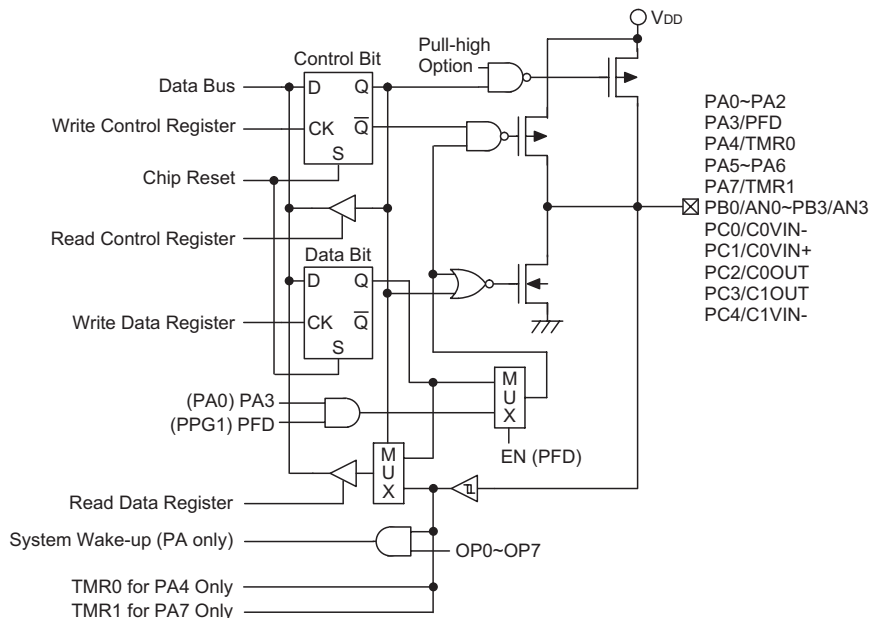 VDD
Pull-high
Option
Control Bit
Data Bus
D
Q
Write Control Register
CK
Q
S
Chip Reset
Read Control Register
Data Bit
D
Q
Write Data Register
CK
Q
S
(PA0) PA3
(PPG1) PFD
M
U
X
EN (PFD)
M
U
X
Read Data Register
System Wake-up (PA only)
OP0~OP7
TMR0 for PA4 Only
TMR1 for PA7 Only
PA0~PA2
PA3/PFD
PA4/TMR0
PA5~PA6
PA7/TMR1
PB0/AN0~PB3/AN3
PC0/C0VIN-
PC1/C0VIN+
PC2/C0OUT
PC3/C1OUT
PC4/C1VIN-